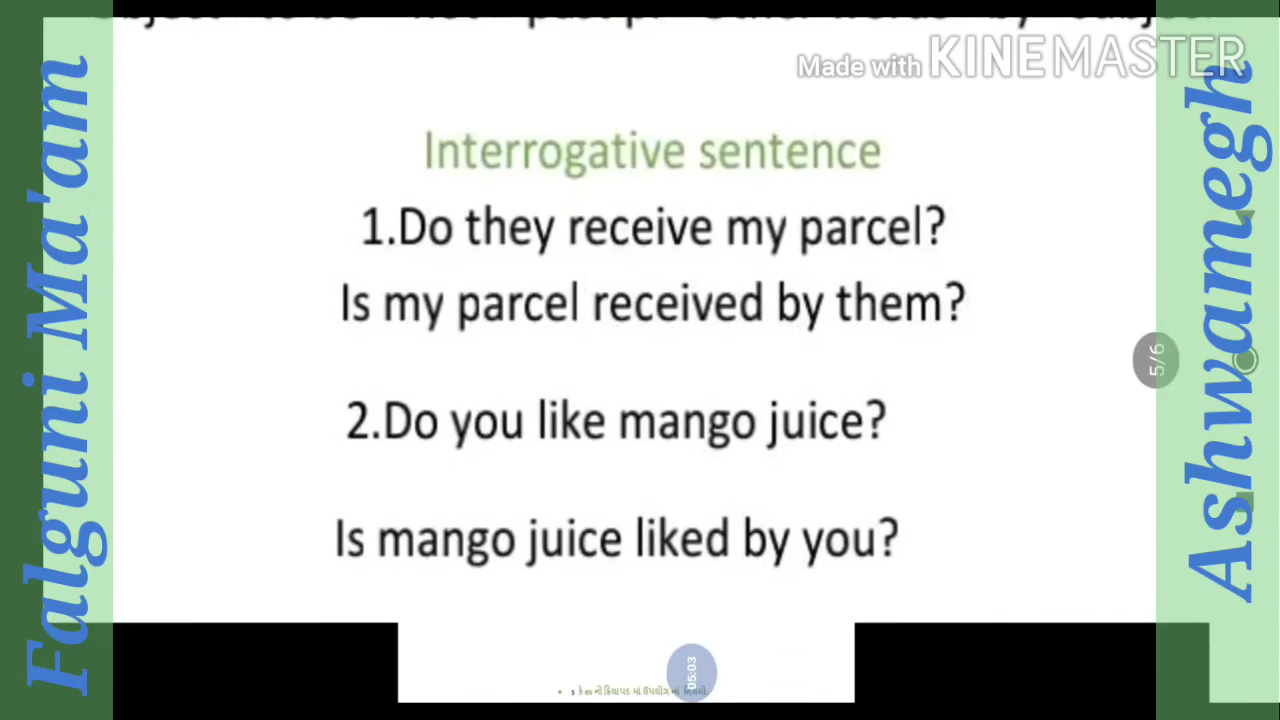 Made with KINEMASTER
Interrogative sentence
1.Do they receive my parcel?
Is my parcel received by them?
2.Do you like mango juice?
Is mango juice liked by you?
Falguni Ma'am
Ashwamegh
5/6
05:03